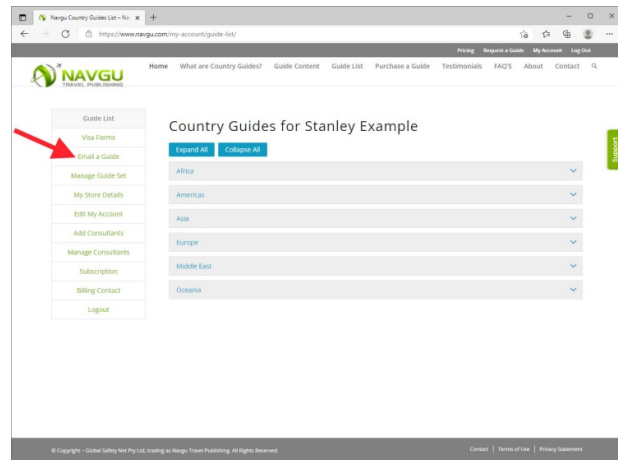 Navgu Country Guides List – Na
https://www.navgu.com/my-account/guide-list/
Pricing Request a Guide My Account Log Out
NAVGU
TRAVEL PUBLISHING
Home What are Country Guides? Guide Content Guide List Purchase a Guide Testimonials FAQ'S About Contact
Guide List
Visa Forms
Email a Guide
Manage Guide Set
My Store Details
Edit My Account
Add Consultants
Manage Consultants
Subscription
Billing Contact
Logout
Country Guides for Stanley Example
Expand All Collapse All
Africa
Americas
Asia
Europe
Middle East
Oceania
Support
© Copyright - Global Safety Net Pty Ltd, trading as Navgu Travel Publishing. All Rights Reserved.
Contact | Terms of Use | Privacy Statement